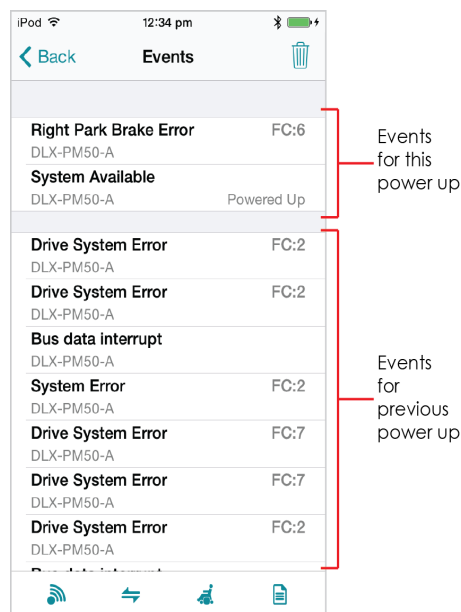 iPod 12:34 pm
Back Events
Right Park Brake Error FC:6
DLX-PM50-A
System Available
DLX-PM50-A Powered Up
Events
for this
power up
Drive System Error FC:2
DLX-PM50-A
Drive System Error FC:2
DLX-PM50-A
Bus data interrupt
DLX-PM50-A
System Error FC:2
DLX-PM50-A
Drive System Error FC:7
DLX-PM50-A
Drive System Error FC:7
DLX-PM50-A
Drive System Error FC:2
DLX-PM50-A
Bus data interrupt
Events
for
previous
power up